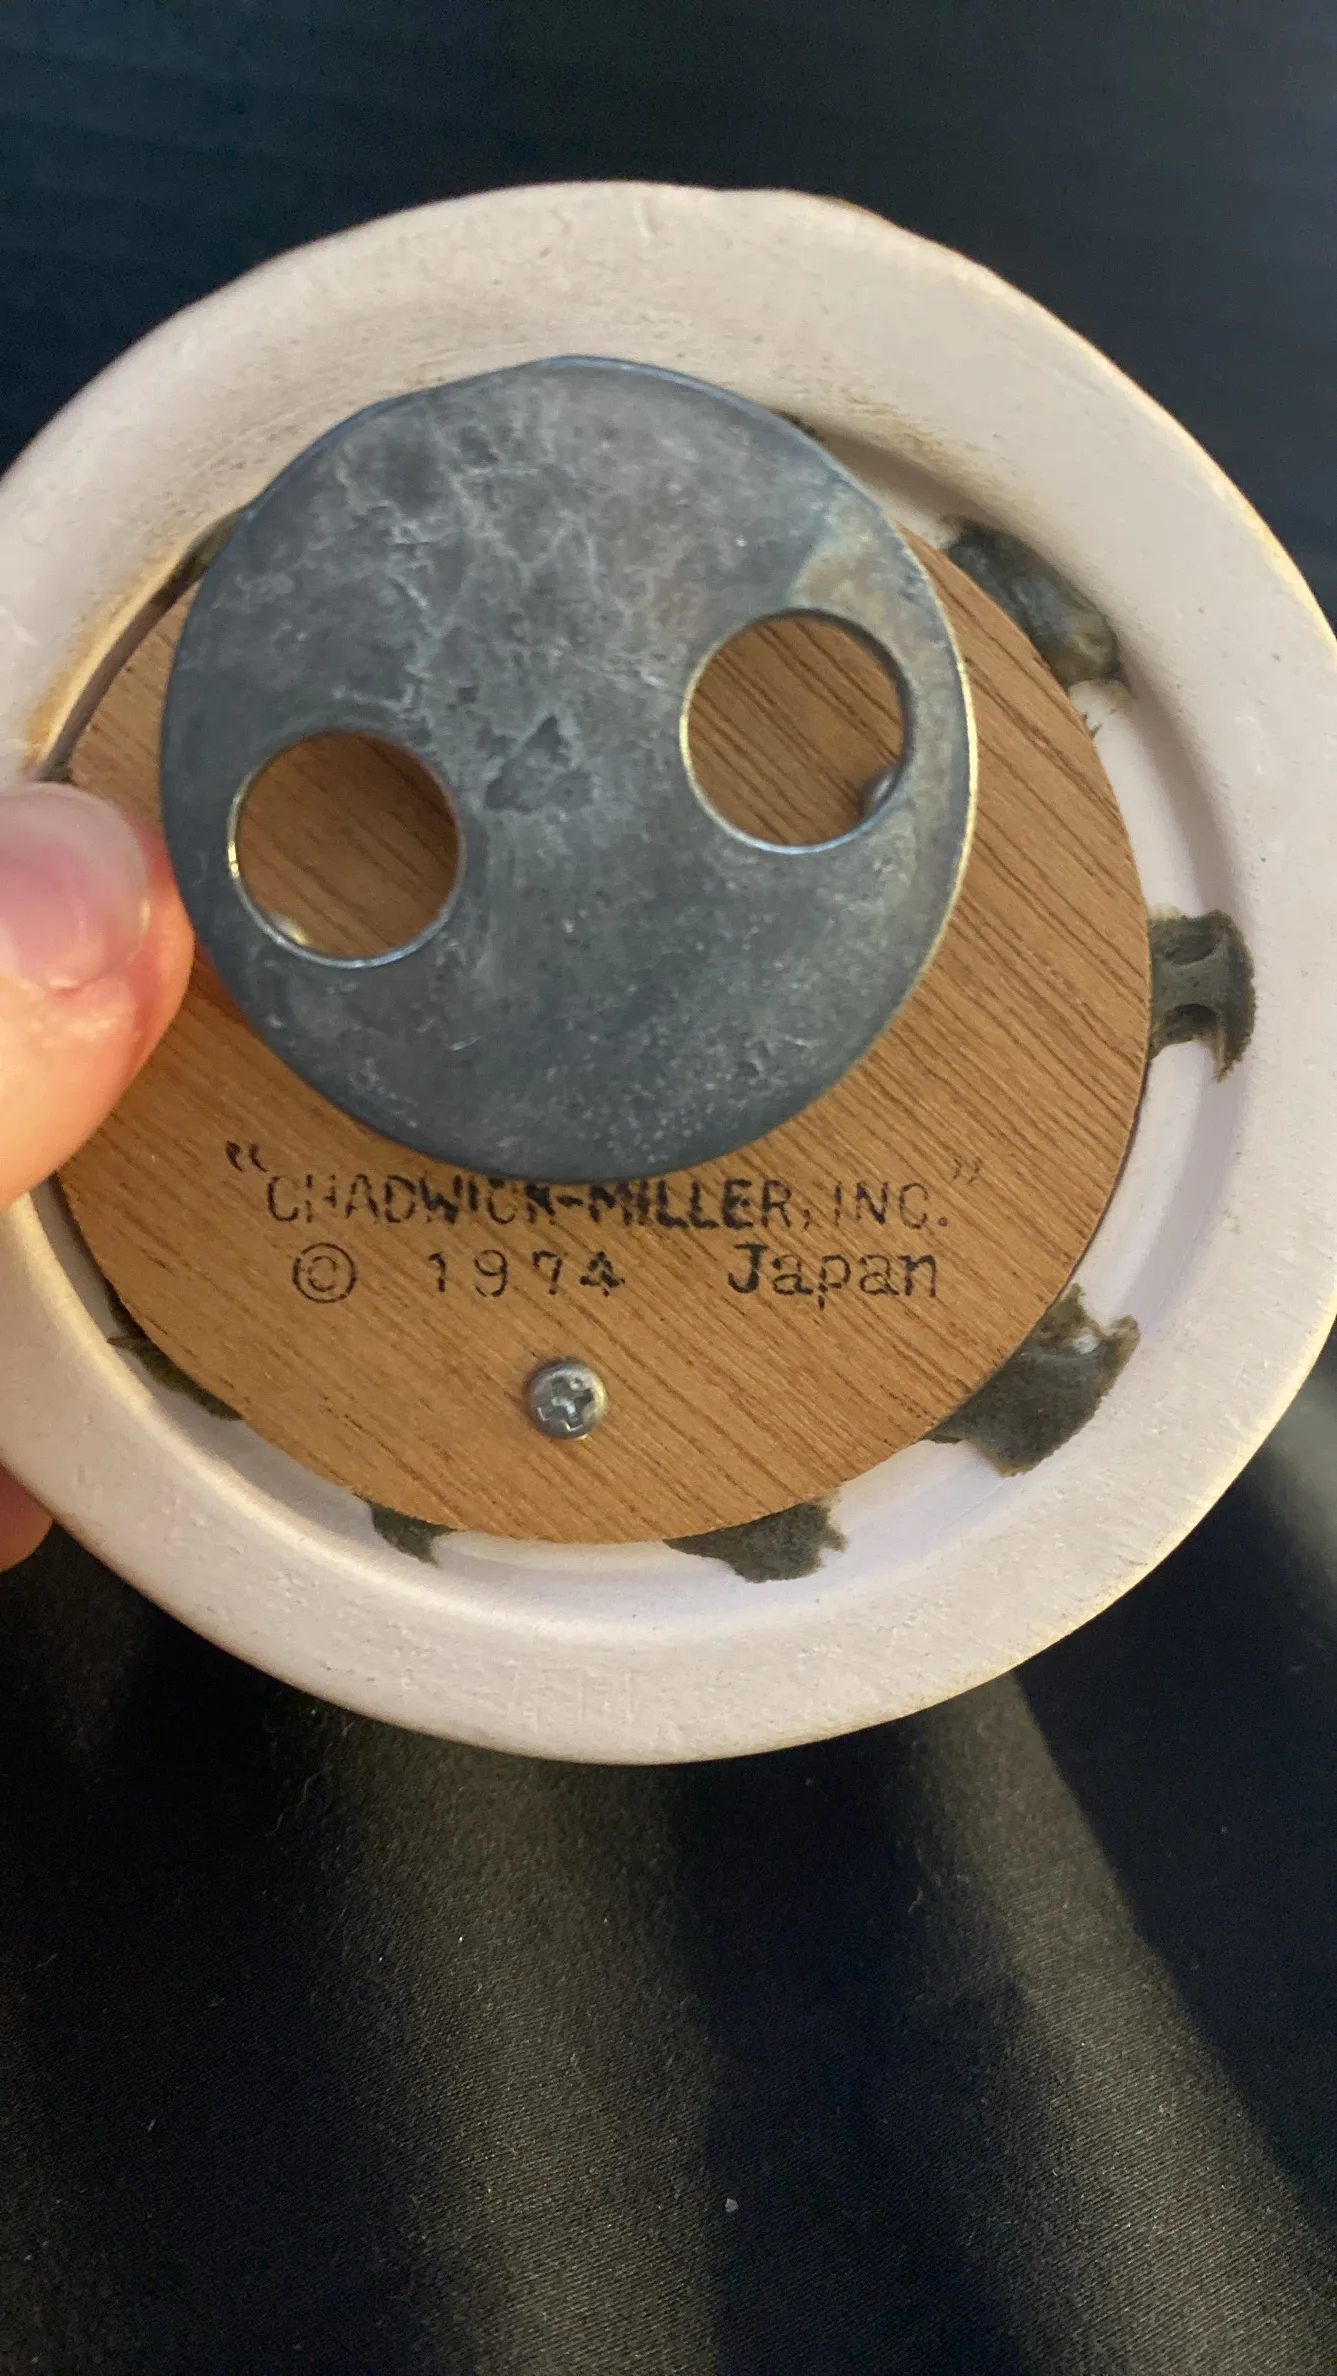 "CHADWICK-MILLER, INC."
© 1974 Japan